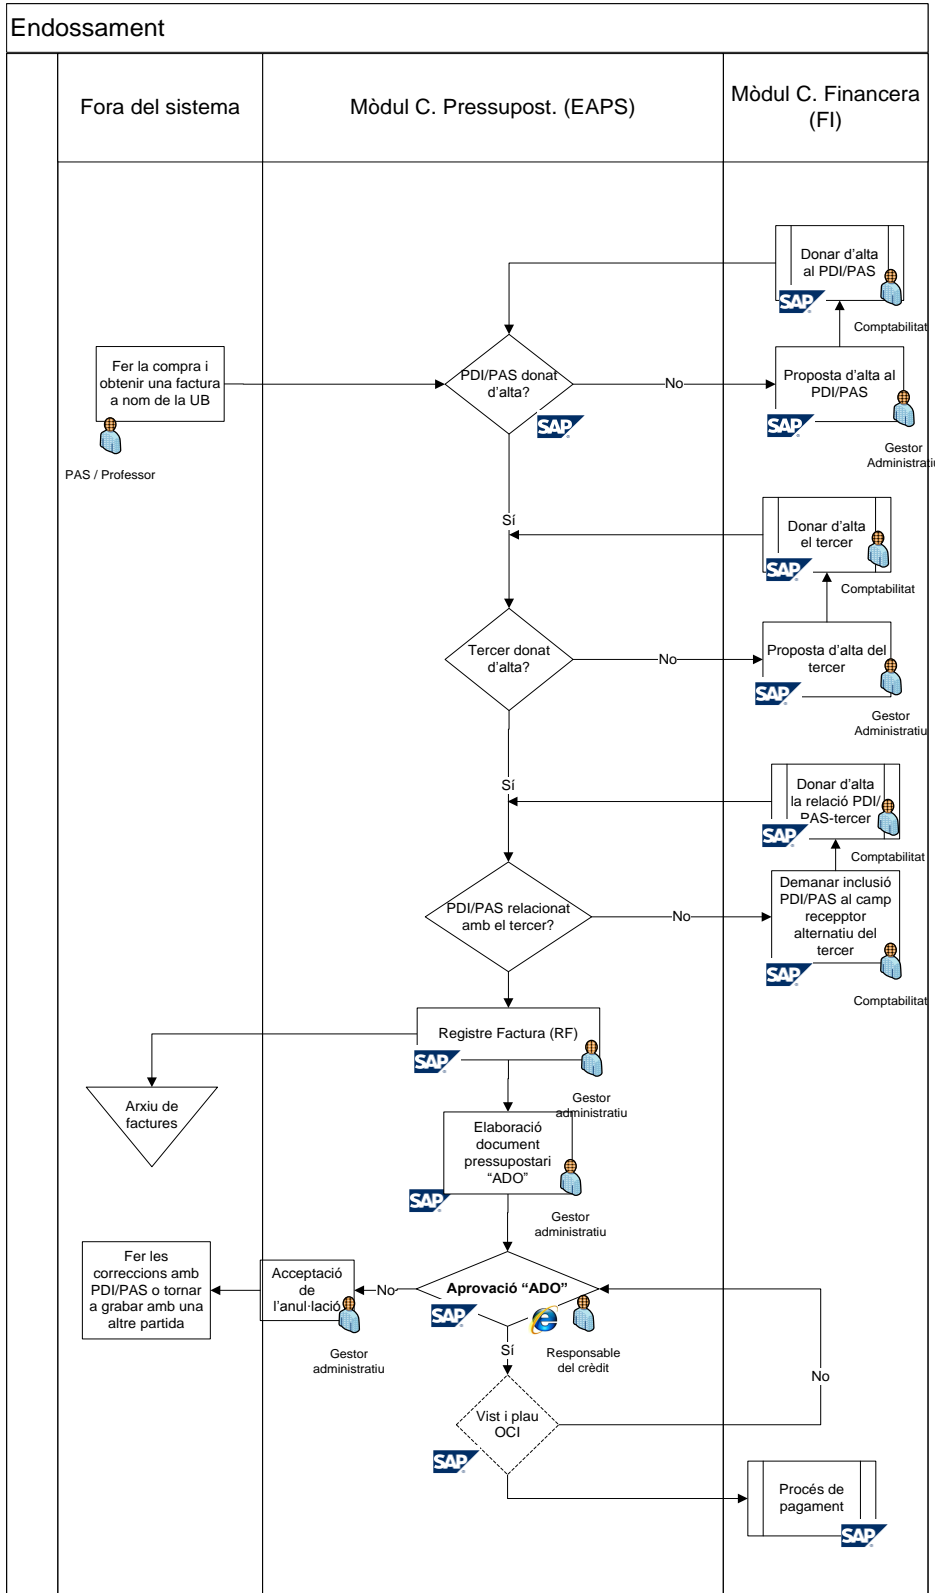 Endossament
Fora del sistema
Mòdul C. Pressupost. (EAPS)
Mòdul C. Financera
(FI)
Donar d'alta
al PDI/PAS
SAP
Comptabilitat
Fer la compra i
obtenir una factura
a nom de la UB
PAS / Professor
PDI/PAS donat
d'alta?
SAP
No
Proposta d'alta al
PDI/PAS
SAP
Gestor
Administratiu
Sí
Donar d'alta
el tercer
SAP
Comptabilitat
Tercer donat
d'alta?
No
Proposta d'alta del
tercer
SAP
Gestor
Administratiu
Sí
Donar d'alta
la relació PDI/
PAS-tercer
SAP
Comptabilitat
PDI/PAS relacionat
amb el tercer?
No
Demanar inclusió
PDI/PAS al camp
recepptor
alternatiu del
tercer
SAP
Comptabilitat
Registre Factura (RF)
SAP
Gestor
administratiu
Arxiu de
factures
Elaboració
document
pressupostari
“ADO”
SAP
Gestor
administratiu
Fer les
correccions amb
PDI/PAS o tornar
a grabar amb una
altre partida
Acceptació
de
l'anul·lació
Gestor
administratiu
No
Aprovació “ADO”
SAP
Responsable
del crèdit
Sí
No
Vist i plau
OCI
SAP
Procés de
pagament
SAP